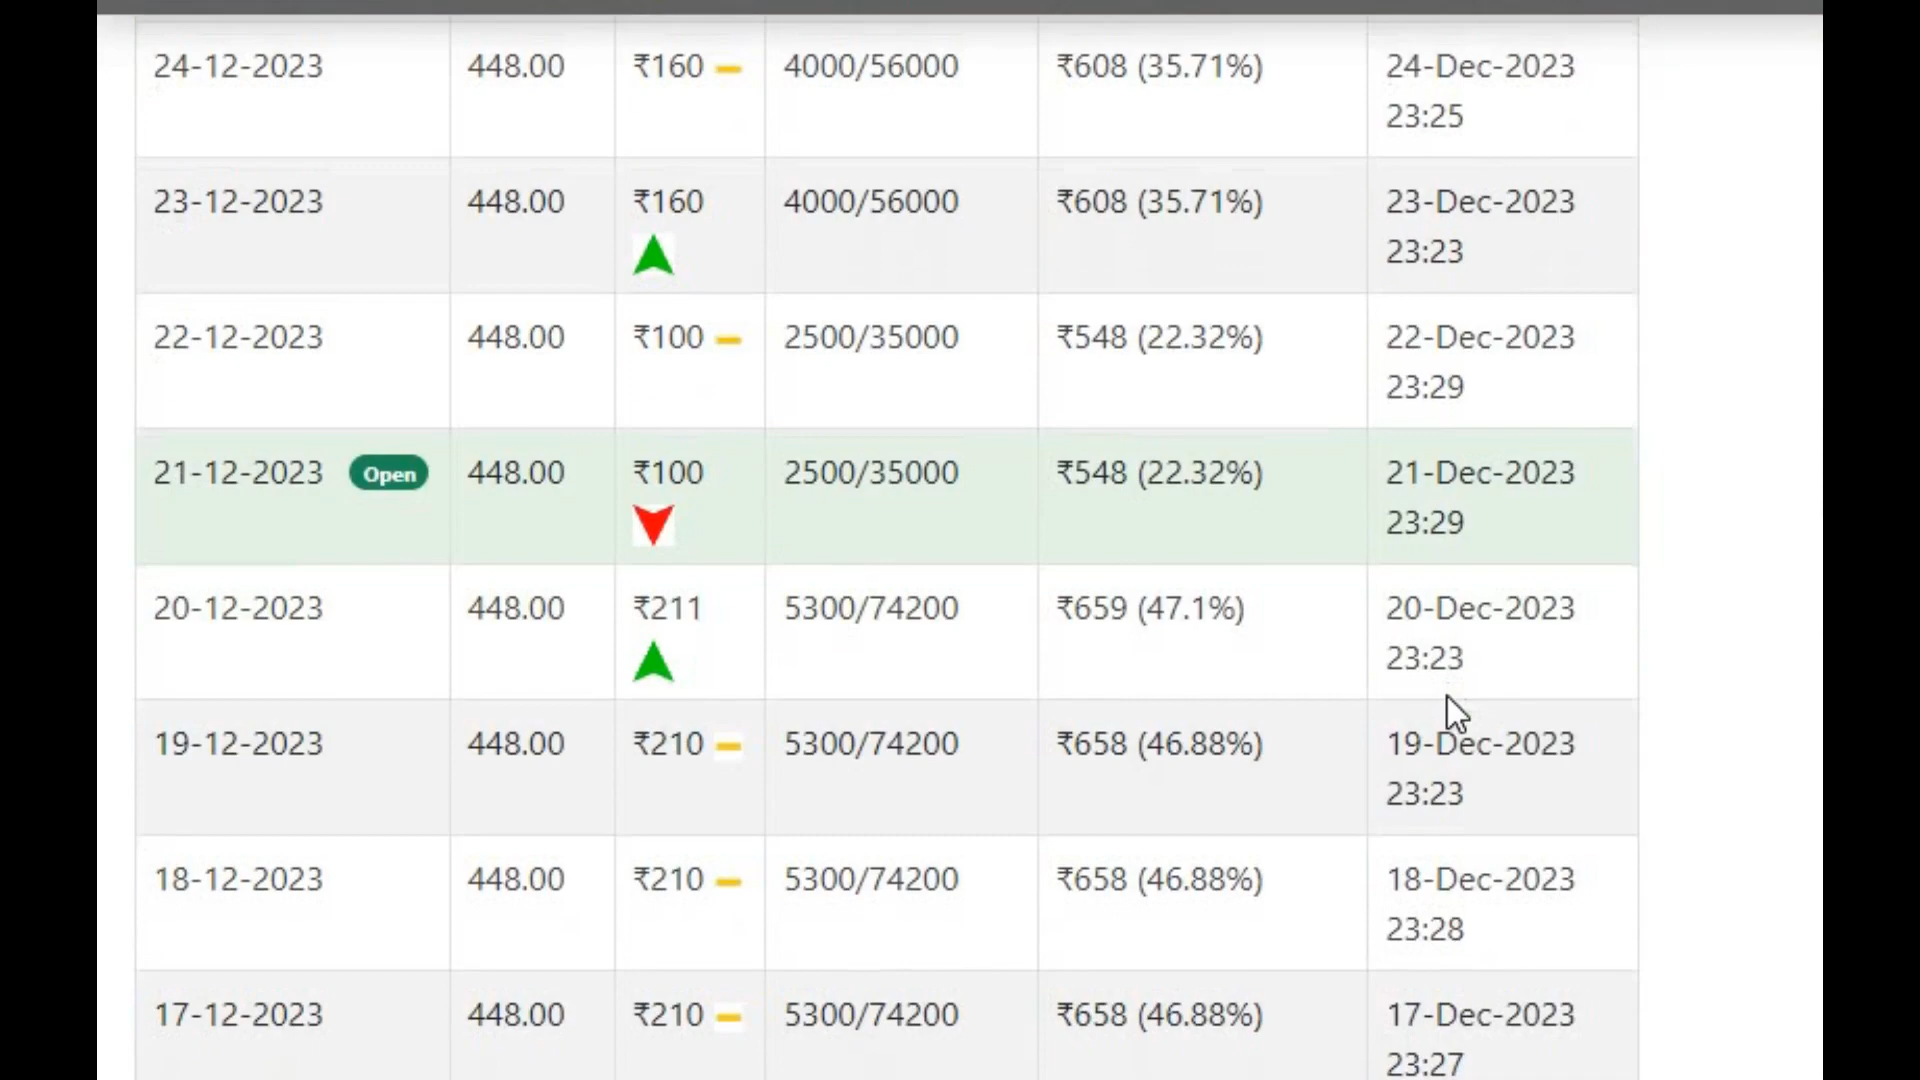 24-12-2023 448.00 ₹160 4000/56000 ₹608 (35.71%) 24-Dec-2023
23:25
23-12-2023 448.00 ₹160 4000/56000 ₹608 (35.71%) 23-Dec-2023
23:23
22-12-2023 448.00 ₹100 2500/35000 ₹548 (22.32%) 22-Dec-2023
23:29
21-12-2023 Open 448.00 ₹100 2500/35000 ₹548 (22.32%) 21-Dec-2023
23:29
20-12-2023 448.00 ₹211 5300/74200 ₹659 (47.1%) 20-Dec-2023
23:23
19-12-2023 448.00 ₹210 5300/74200 ₹658 (46.88%) 19-Dec-2023
23:23
18-12-2023 448.00 ₹210 5300/74200 ₹658 (46.88%) 18-Dec-2023
23:28
17-12-2023 448.00 ₹210 5300/74200 ₹658 (46.88%) 17-Dec-2023
23:27